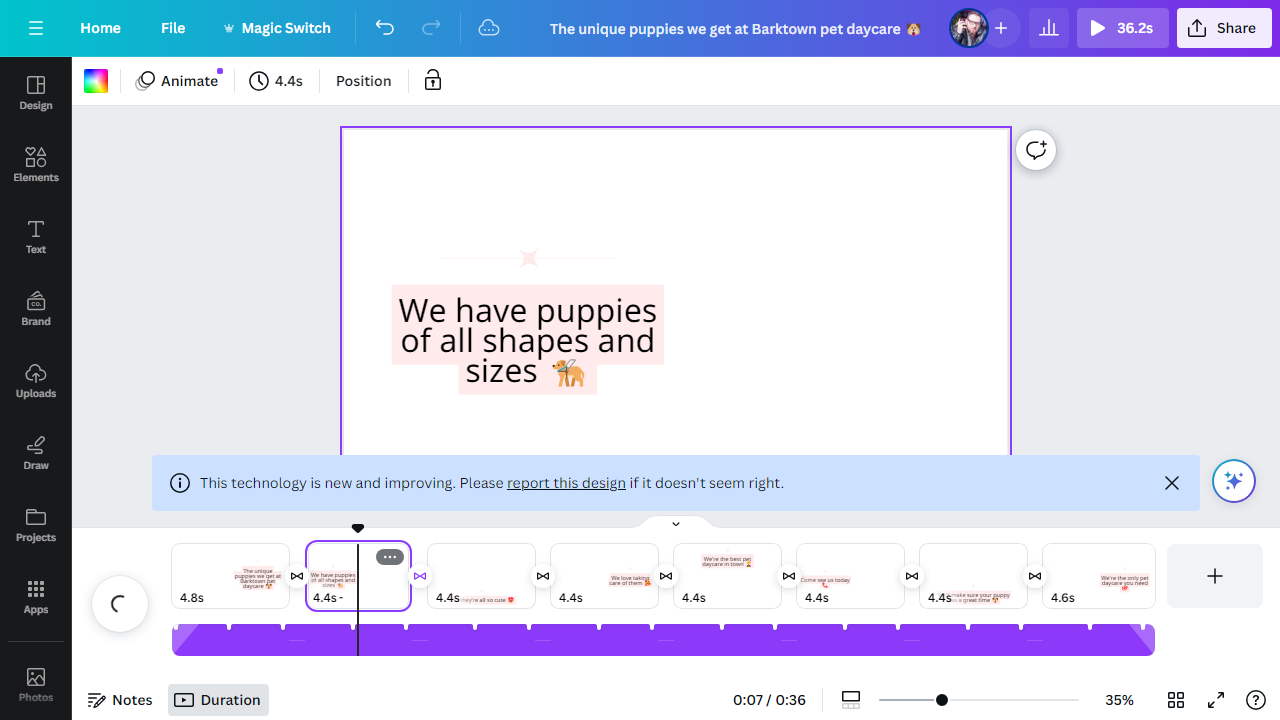 Home
File
Magic Switch
The unique puppies we get at Barktown pet daycare 🙈
36.2s
Share
Design
Elements
Text
Brand
Uploads
Draw
Projects
Apps
Photos
Animate
4.4s
Position
We have puppies
of all shapes and
sizes 🐕‍🦺
This technology is new and improving. Please report this design if it doesn't seem right.
The unique
puppies we get at
Barktown pet
daycare
4.8s
We have puppies
of all shapes and
sizes
4.4s -
they're all so cute
4.4s
We love taking
care of them
4.4s
We're the best pet
daycare in town
4.4s
Come see us today
4.4s
make sure your puppy
has a great time
4.4s
We're the only pet
daycare you need
4.6s
Notes
Duration
0:07 / 0:36
35%